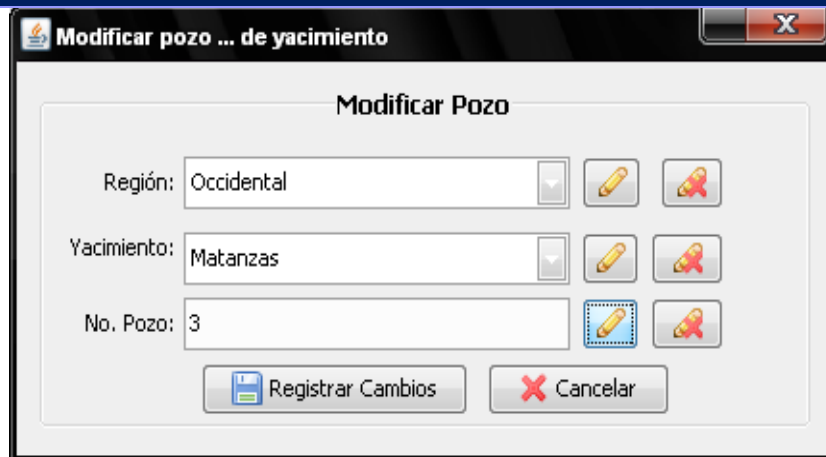 Modificar pozo ... de yacimiento
Modificar Pozo
Región: Occidental
Yacimiento: Matanzas
No. Pozo: 3
Registrar Cambios Cancelar